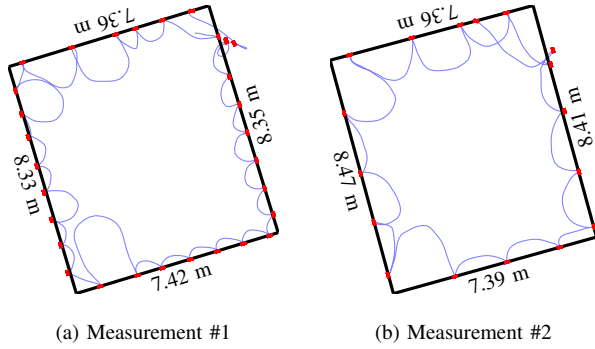 7.36 m
8.35 m
8.33 m
7.42 m
(a) Measurement #1
7.36 m
8.41 m
8.47 m
7.39 m
(b) Measurement #2